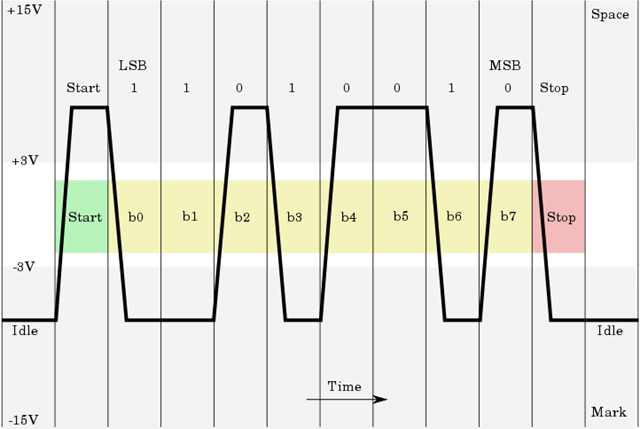 +15V
Space
LSB
MSB
Start 1 1 0 1 0 0 1 0 Stop
+3V
Start b0 b1 b2 b3 b4 b5 b6 b7 Stop
-3V
Idle
Idle
Time
Mark
-15V